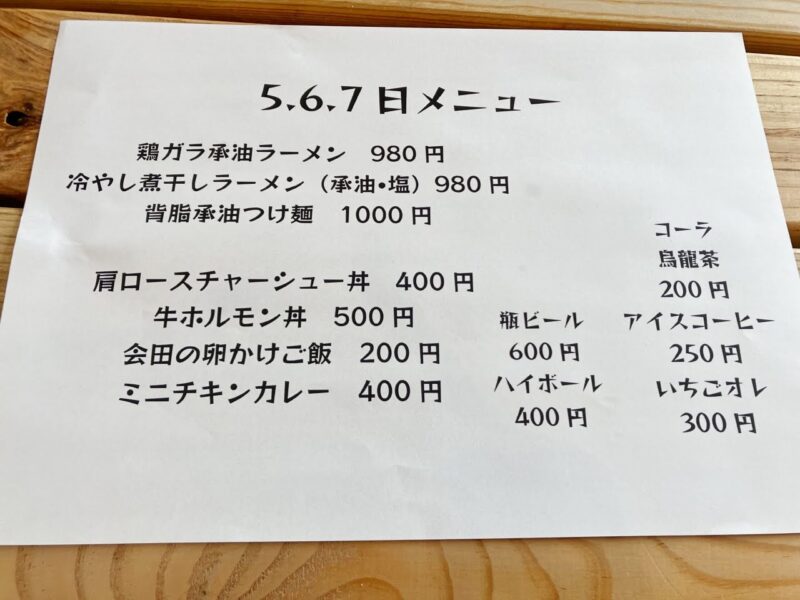 5,6,7日メニュー
鶏ガラ承油ラーメン 980円
冷やし煮干しラーメン（承油・塩）980円
背脂承油つけ麺 1000円
肩ロースチャーシュー丼 400円
牛ホルモン丼 500円
会田の卵かけご飯 200円
ミニチキンカレー 400円
瓶ビール
600円
ハイボール
400円
コーラ
烏龍茶
200円
アイスコーヒー
250円
いちごオレ
300円